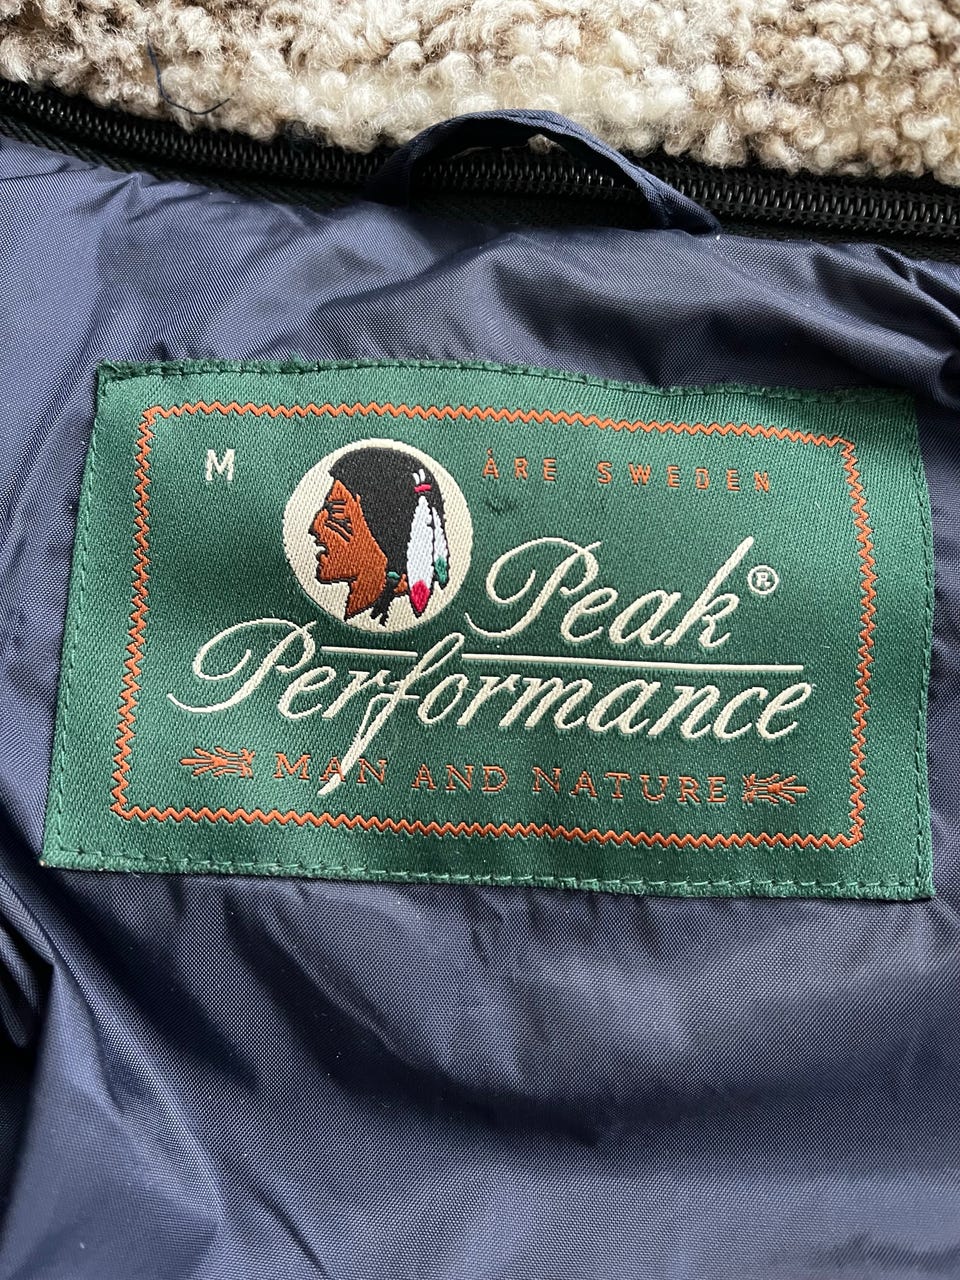 M
ÅRE SWEDEN
Peak®
Performance
MAN AND NATURE